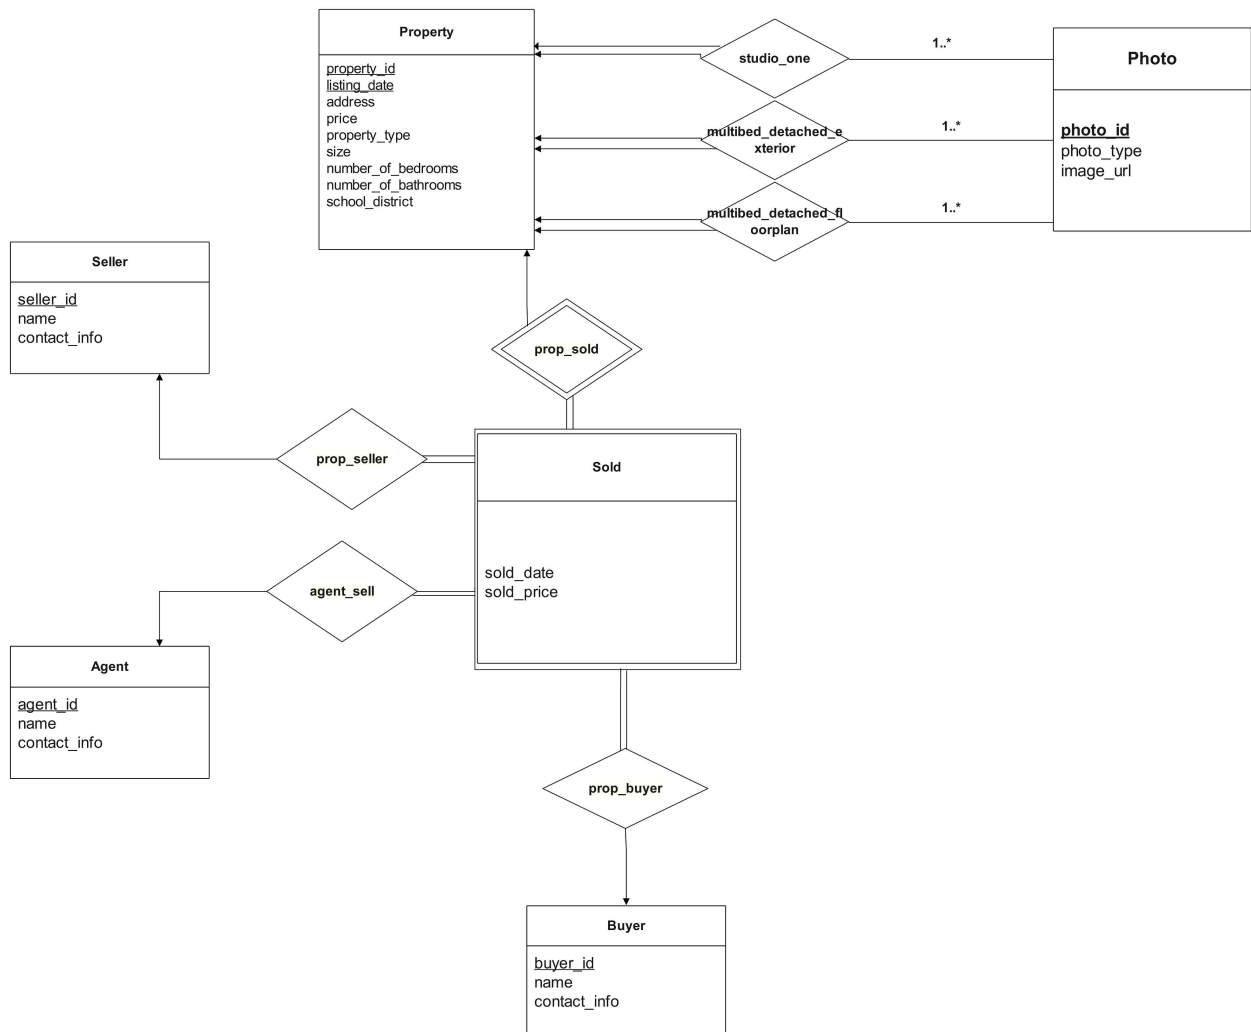 Property
property_id
listing_date
address
price
property_type
size
number_of_bedrooms
number_of_bathrooms
school_district
studio_one
1..*
Photo
photo_id
photo_type
image_url
multibed_detached_e
xterior
1..*
multibed_detached_fl
oorplan
1..*
Seller
seller_id
name
contact_info
prop_sold
prop_seller
Sold
sold_date
sold_price
agent_sell
Agent
agent_id
name
contact_info
prop_buyer
Buyer
buyer_id
name
contact_info